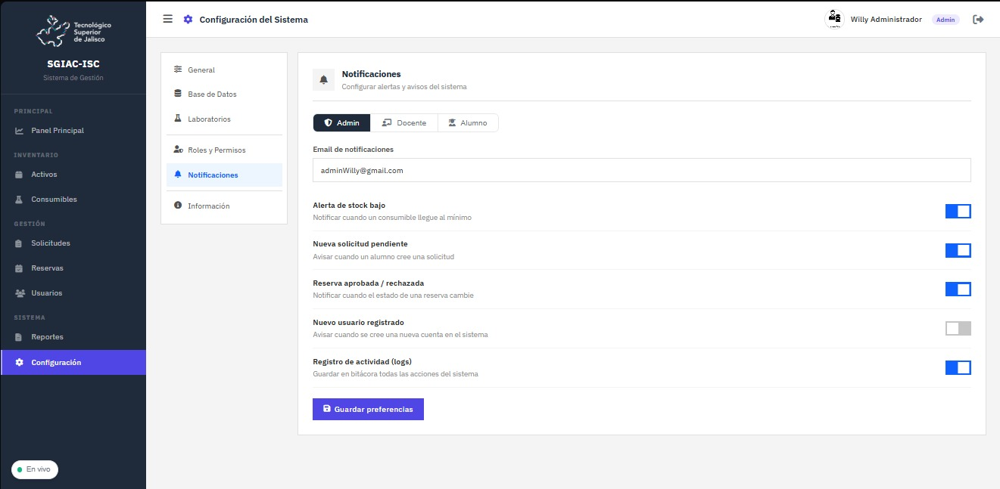 Tecnológico
Superior
de Jalisco
SGIAC-ISC
Sistema de Gestión
PRINCIPAL
Panel Principal
INVENTARIO
Activos
Consumibles
GESTIÓN
Solicitudes
Reservas
Usuarios
SISTEMA
Reportes
Configuración
En vivo
Configuración del Sistema
Willy Administrador
Admin
General
Base de Datos
Laboratorios
Roles y Permisos
Notificaciones
Información
Notificaciones
Configurar alertas y avisos del sistema
Admin
Docente
Alumno
Email de notificaciones
adminWilly@gmail.com
Alerta de stock bajo
Notificar cuando un consumible llegue al mínimo
Nueva solicitud pendiente
Avisar cuando un alumno cree una solicitud
Reserva aprobada / rechazada
Notificar cuando el estado de una reserva cambie
Nuevo usuario registrado
Avisar cuando se cree una nueva cuenta en el sistema
Registro de actividad (logs)
Guardar en bitácora todas las acciones del sistema
Guardar preferencias